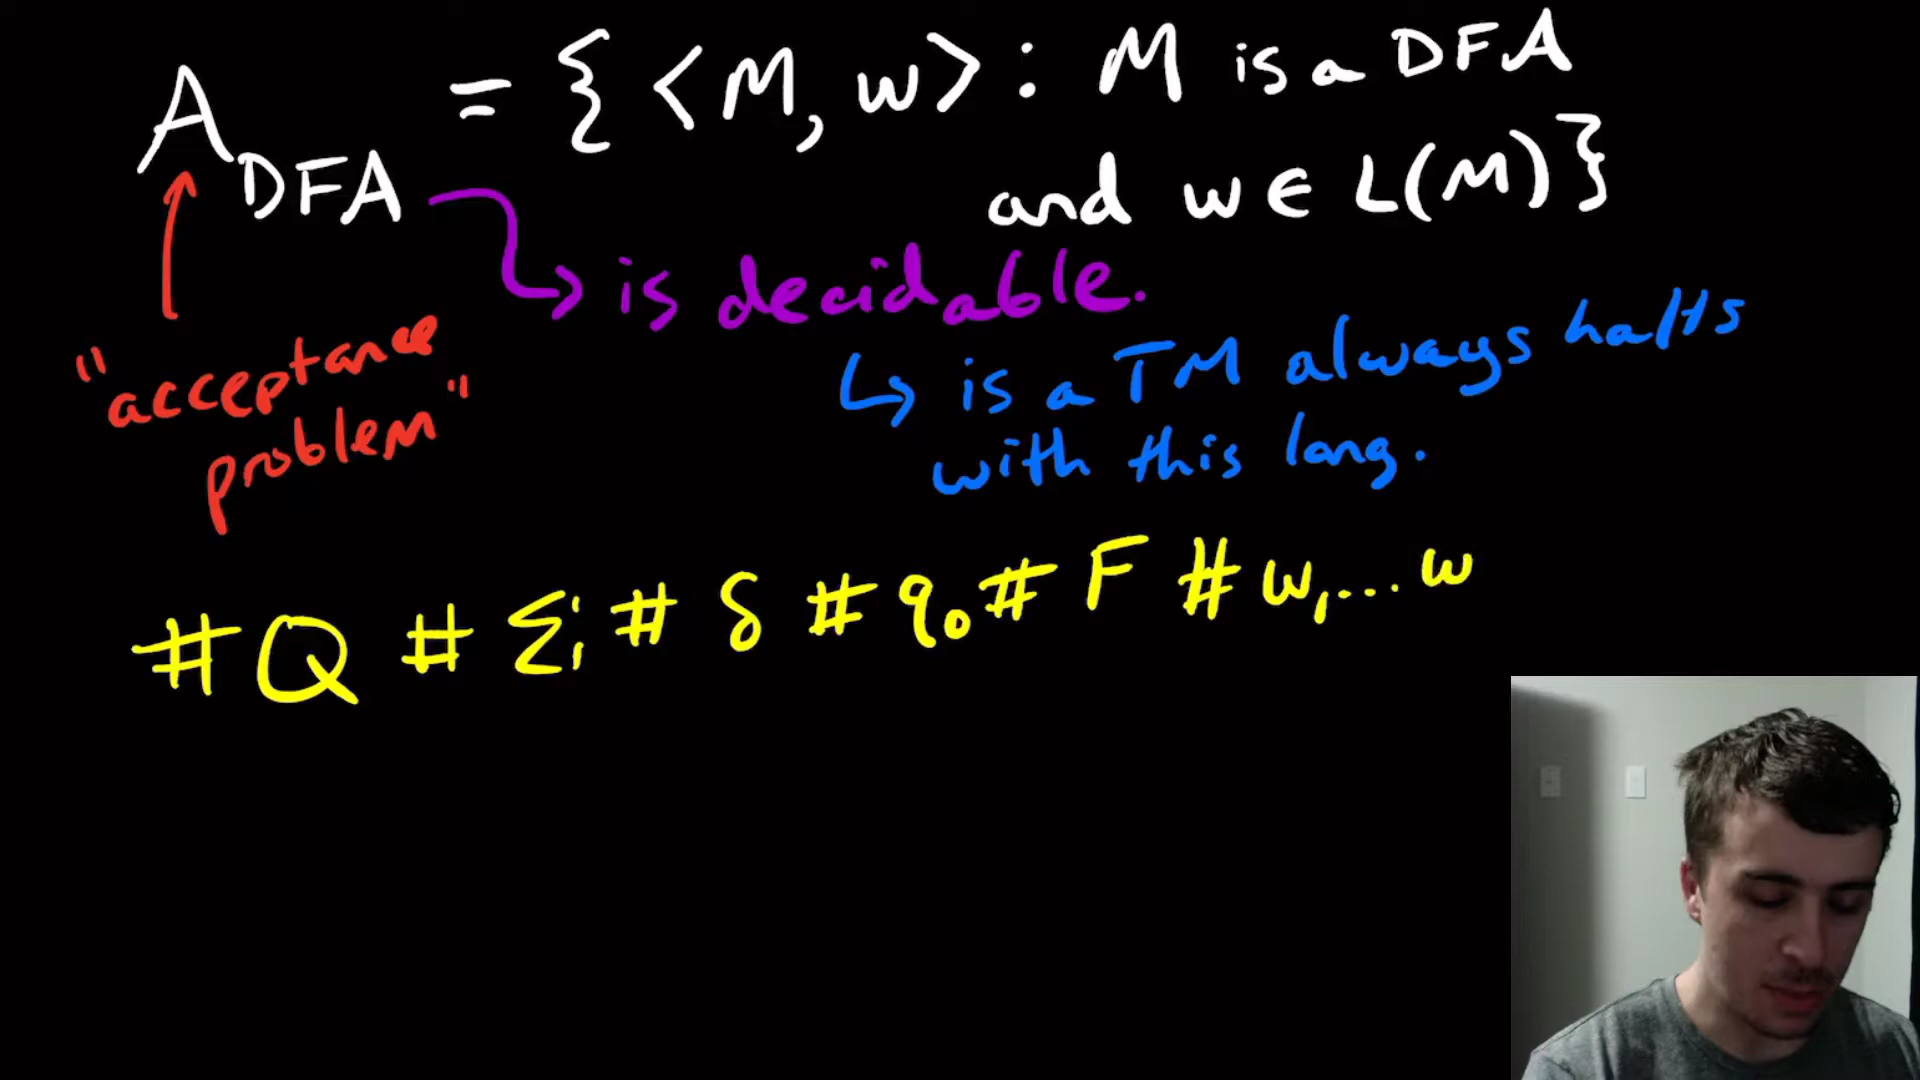 A_DFA = {<M, w> : M is a DFA
and w ∈ L(M)}
is decidable.
"acceptance
problem"
is a TM always halts
with this lang.
# Q # Σ # δ # q₀ # F # w₁...w